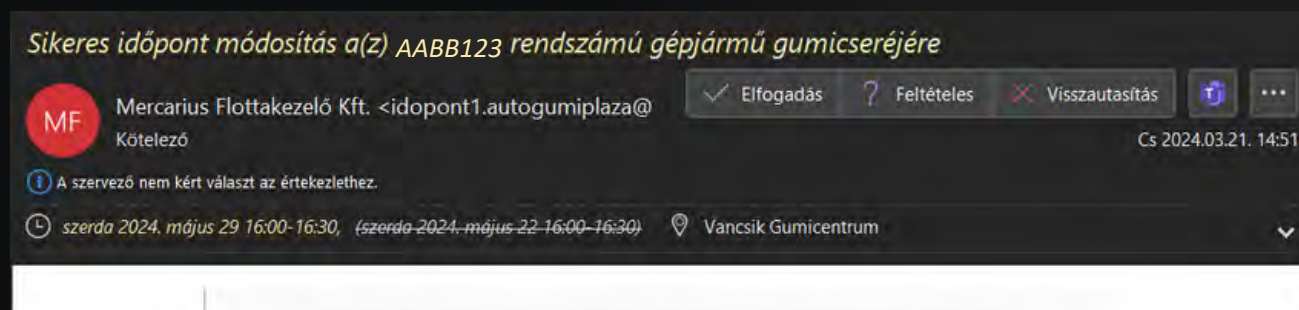 Sikeres időpont módosítás a(z) AABB123 rendszámú gépjármű gumicseréjére
MF
Mercarius Flottakezelő Kft. <idopont1.autogumiplaza@
Elfogadás
Feltételes
Visszautasítás
Kötelező
Cs 2024.03.21. 14:51
A szervező nem kért választ az értekezlethez.
szerda 2024. május 29 16:00-16:30, (szerda 2024. május 22 16:00-16:30) Vancsik Gumicentrum